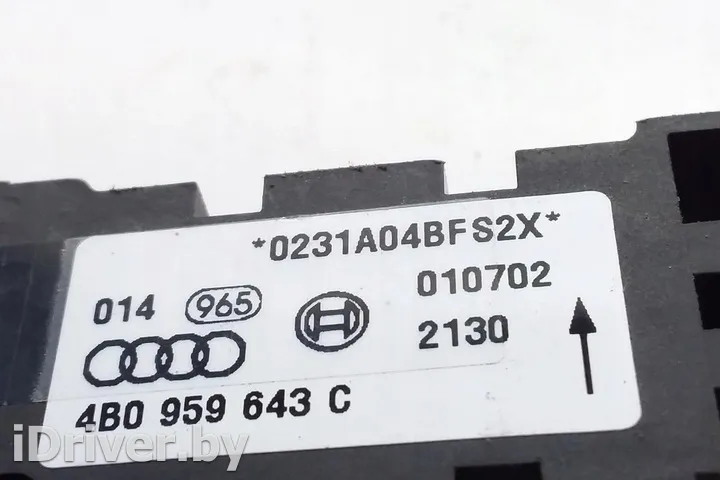 *0231A04BFS2X*
014 965 010702
2130
4B0 959 643 C
iDriver.by